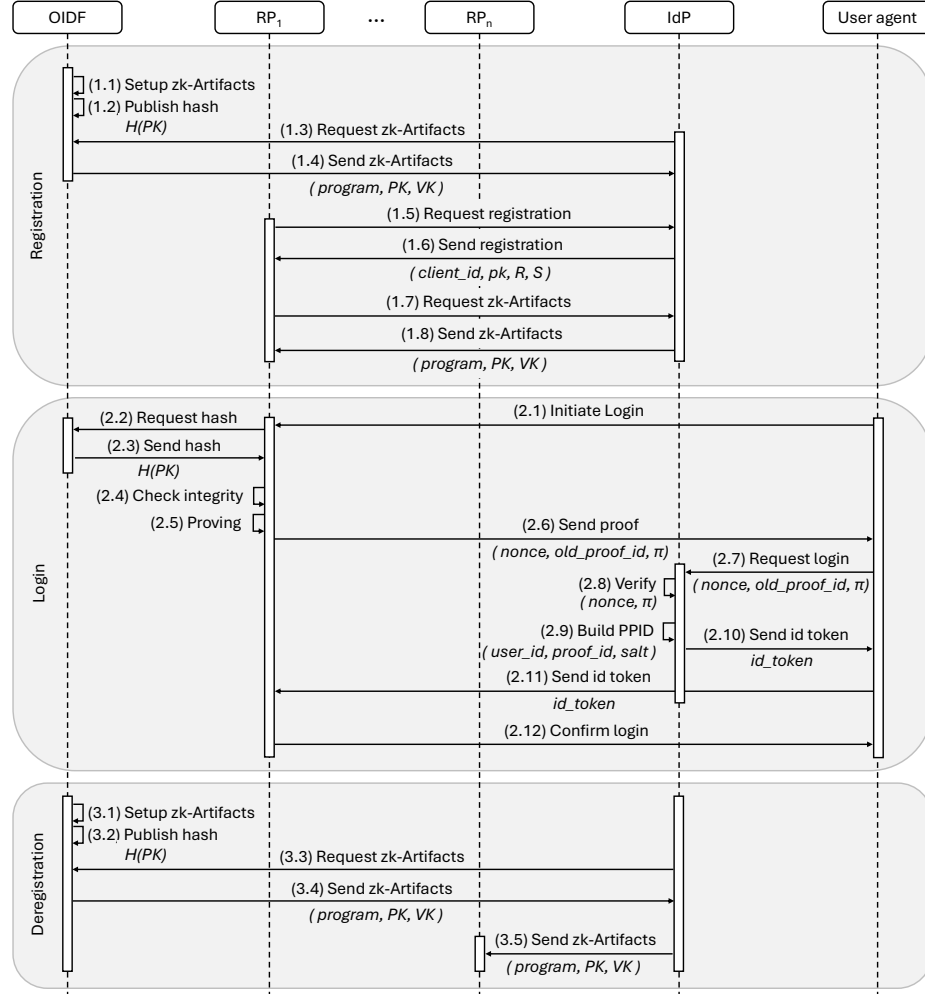 OIDF
RP1
...
RPn
IdP
User agent
Registration
(1.1) Setup zk-Artifacts
(1.2) Publish hash
H(PK)
(1.3) Request zk-Artifacts
(1.4) Send zk-Artifacts
( program, PK, VK )
(1.5) Request registration
(1.6) Send registration
( client_id, pk, R, S )
(1.7) Request zk-Artifacts
(1.8) Send zk-Artifacts
( program, PK, VK )
Login
(2.1) Initiate Login
(2.2) Request hash
(2.3) Send hash
H(PK)
(2.4) Check integrity
(2.5) Proving
(2.6) Send proof
( nonce, old_proof_id, π )
(2.7) Request login
( nonce, old_proof_id, π )
(2.8) Verify
( nonce, π )
(2.9) Build PPID
( user_id, proof_id, salt )
(2.10) Send id token
id_token
(2.11) Send id token
id_token
(2.12) Confirm login
Deregistration
(3.1) Setup zk-Artifacts
(3.2) Publish hash
H(PK)
(3.3) Request zk-Artifacts
(3.4) Send zk-Artifacts
( program, PK, VK )
(3.5) Send zk-Artifacts
( program, PK, VK )